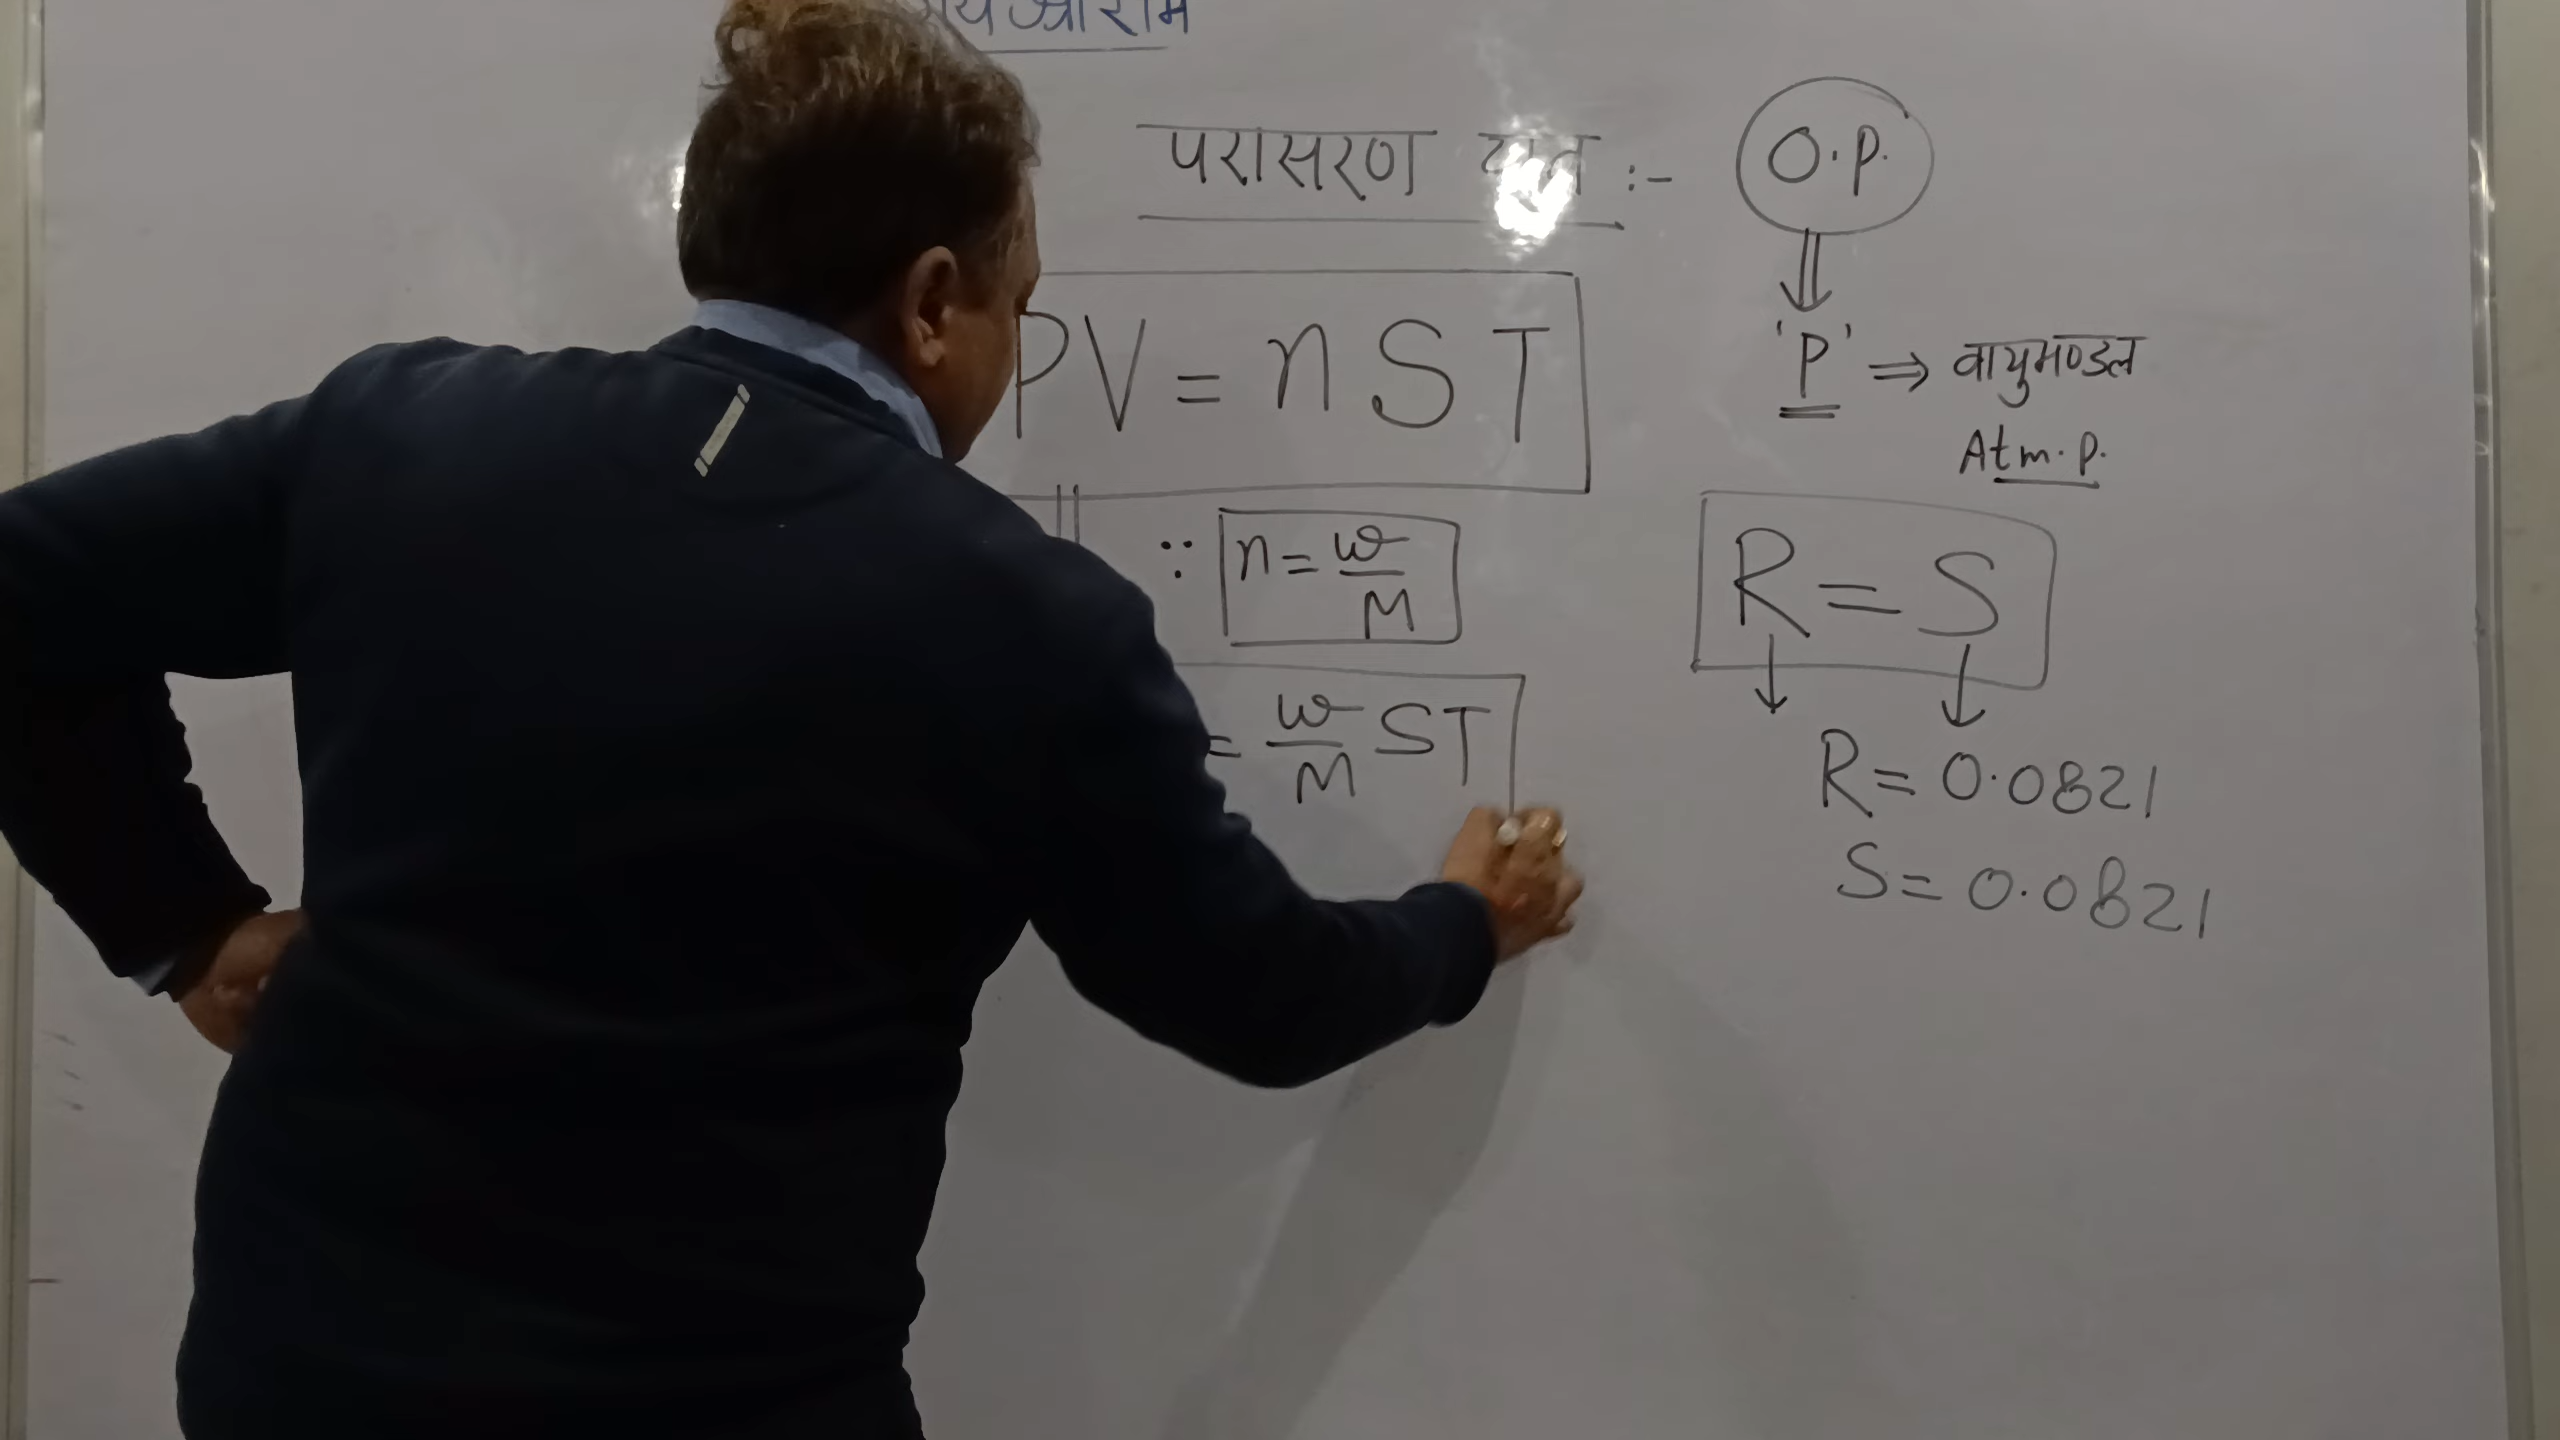 श्री राम
परासरण :- O.P.
'P' ⇒ वायुमण्डल
Atm. P.
PV = n S T
∵ n = w/M
R = S
= w/M ST
R = 0.0821
S = 0.0821